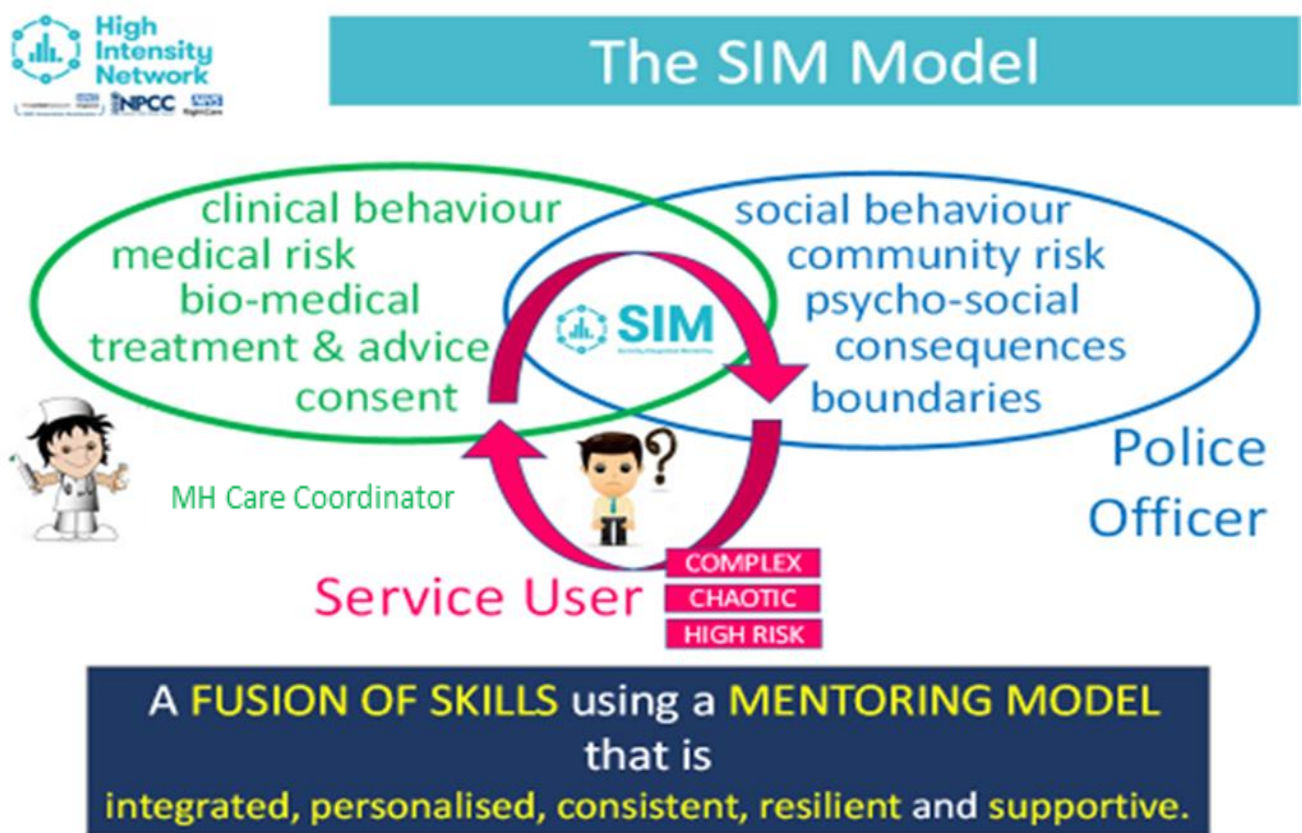 High
Intensity
Network
NPCC
NHS
RightCare
The SIM Model
clinical behaviour
medical risk
bio-medical
treatment & advice
consent
social behaviour
community risk
psycho-social
consequences
boundaries
SIM
?
MH Care Coordinator
Police
Officer
Service User
COMPLEX
CHAOTIC
HIGH RISK
A FUSION OF SKILLS using a MENTORING MODEL
that is
integrated, personalised, consistent, resilient and supportive.